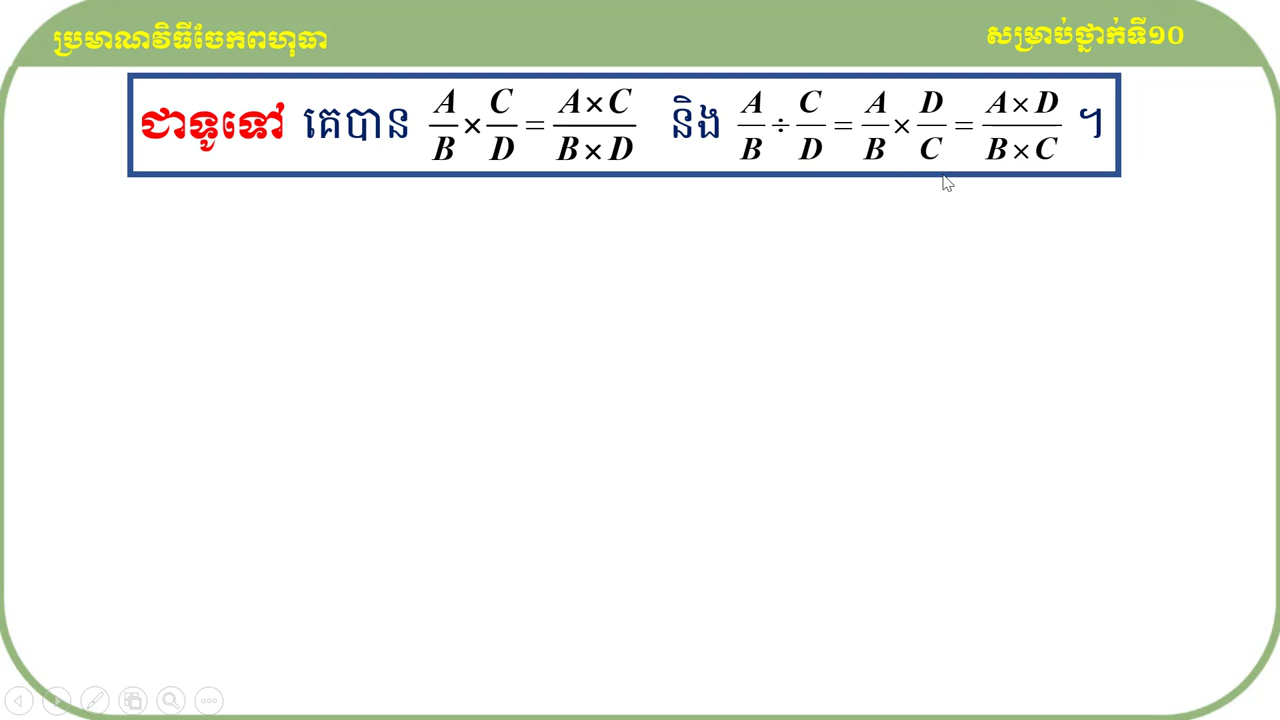 ប្រមាណវិធីចែកពហុធា
សម្រាប់ថ្នាក់ទី១០
ជាទូទៅ គេបាន A/B × C/D = A×C/B×D និង A/B ÷ C/D = A/B × D/C = A×D/B×C ។